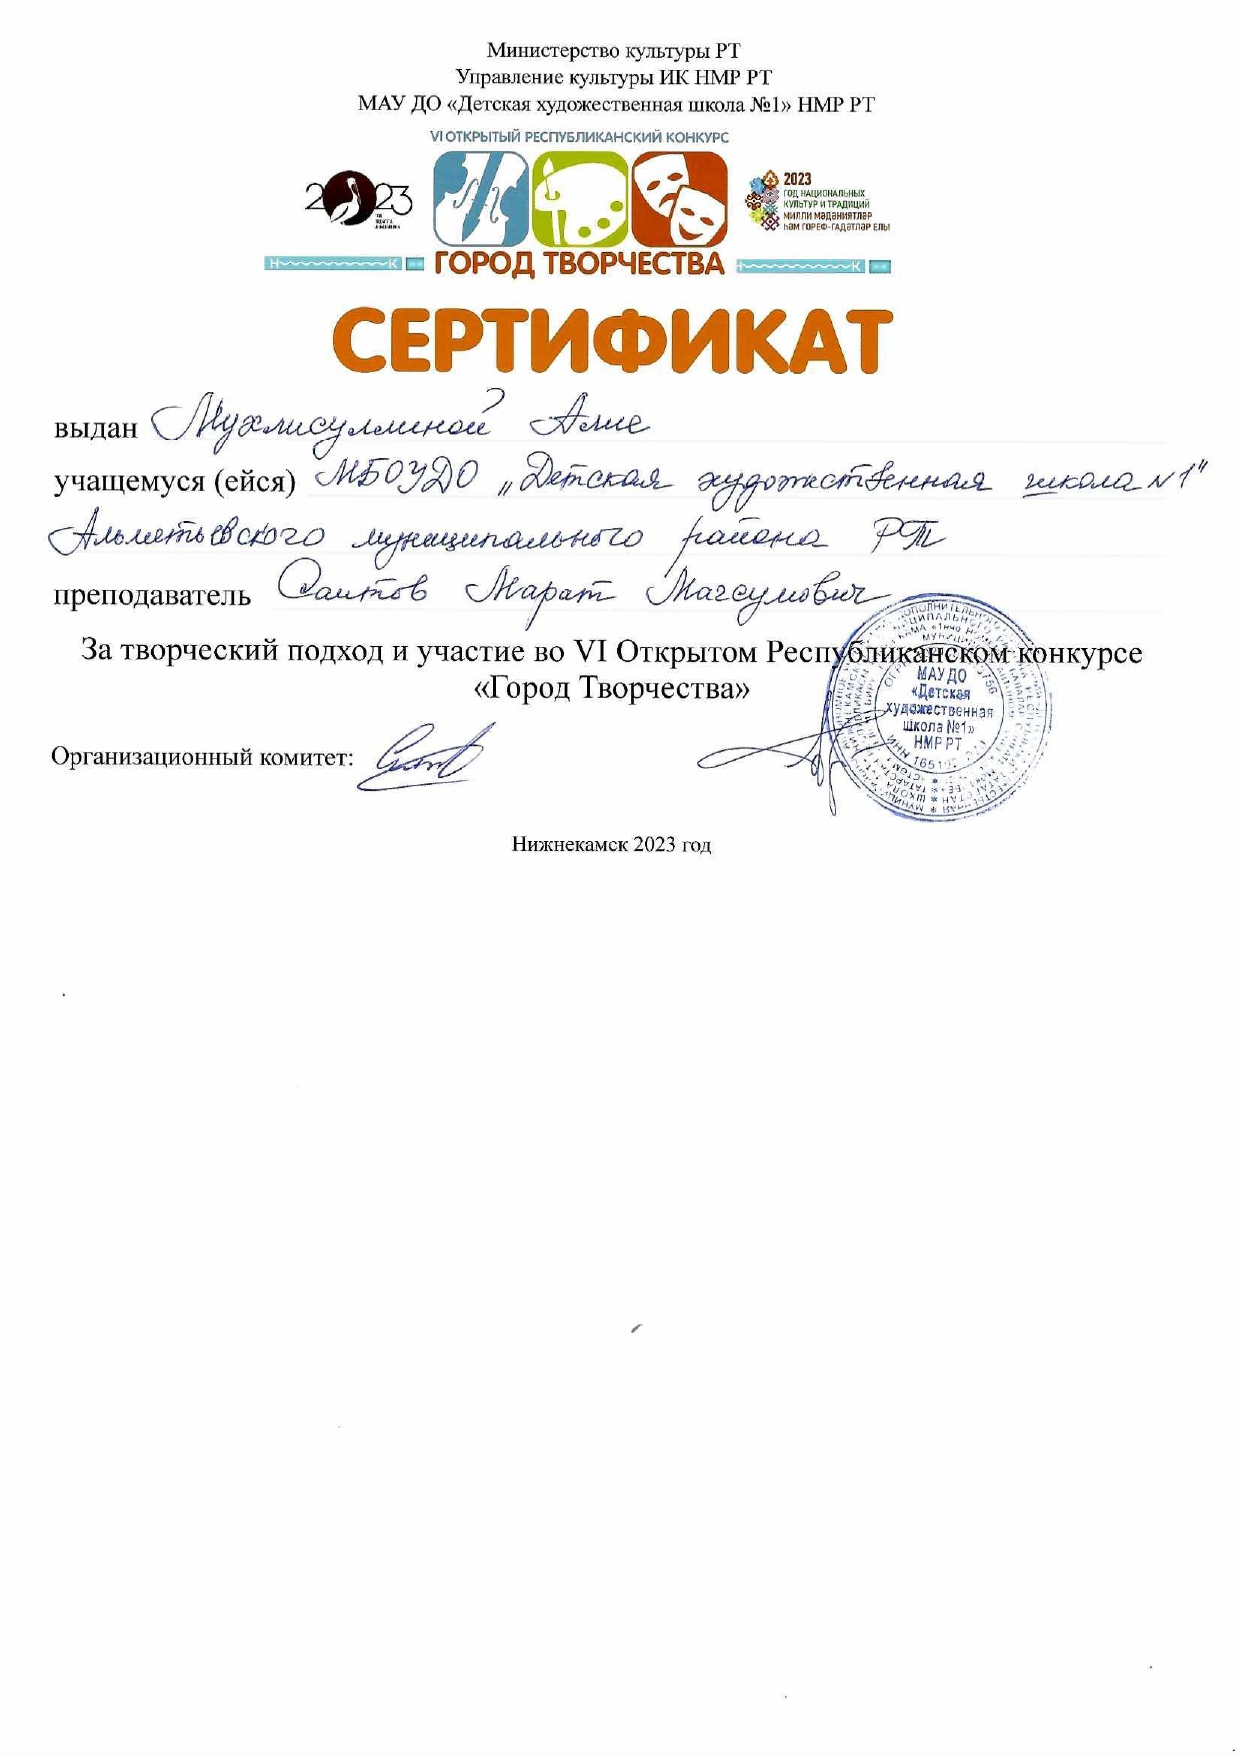 Министерство культуры РТ
Управление культуры ИК НМР РТ
МАУ ДО «Детская художественная школа №1» НМР РТ
VI ОТКРЫТЫЙ РЕСПУБЛИКАНСКИЙ КОНКУРС
2023
2023
ГОД НАЦИОНАЛЬНЫХ
КУЛЬТУР И ТРАДИЦИЙ
МИЛЛИ МӘДӘНИЯТЛӘР
ҺӘМ ГОРЕФ-ГАДӘТЛӘР ЕЛЫ
Н К ГОРОД ТВОРЧЕСТВА Н К
СЕРТИФИКАТ
выдан Мухлисуллиной Алие
учащемуся (ейся) МБОУДО „Детская художественная школа №1"
Альметьевского муниципального района РТ
преподаватель Саитов Марат Магсумович
За творческий подход и участие во VI Открытом Республиканском конкурсе
«Город Творчества»
МАУ ДО
«Детская
художественная
школа №1»
НМР РТ
Организационный комитет:
Нижнекамск 2023 год